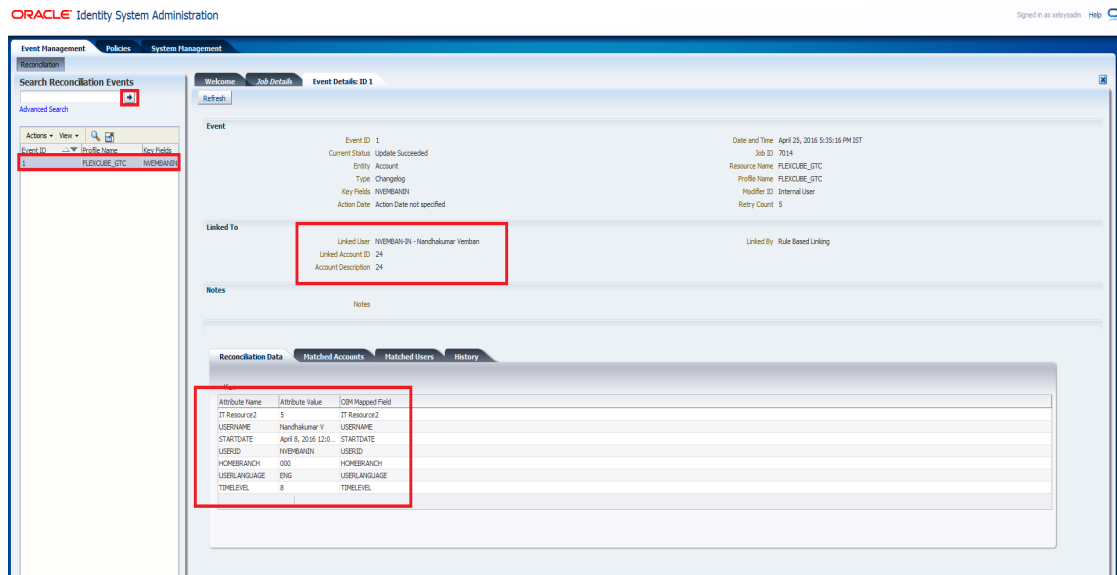 ORACLE Identity System Administration
Signed in as xelsysadm Help
Event Management Policies System Management
Reconciliation
Search Reconciliation Events
Advanced Search
Actions View
Event ID Profile Name Key Fields
1 FLEXCUBE_GTC NVEMBANIN
Welcome Job Details Event Details: ID 1
Refresh
Event
Event ID 1
Current Status Update Succeeded
Entity Account
Type Changelog
Key Fields NVEMBANIN
Action Date Action Date not specified
Date and Time April 25, 2016 5:35:16 PM IST
Job ID 7014
Resource Name FLEXCUBE_GTC
Profile Name FLEXCUBE_GTC
Modifier ID Internal User
Retry Count 5
Linked To
Linked User NVEMBAN-IN - Nandhakumar Vemban
Linked Account ID 24
Account Description 24
Linked By Rule Based Linking
Notes
Notes
Reconciliation Data Matched Accounts Matched Users History
Attribute Name Attribute Value OIM Mapped Field
IT Resource2 5 IT Resource2
USERNAME Nandhakumar V USERNAME
STARTDATE April 8, 2016 12:0... STARTDATE
USERID NVEMBANIN USERID
HOMEBRANCH 000 HOMEBRANCH
USERLANGUAGE ENG USERLANGUAGE
TIMELEVEL 8 TIMELEVEL